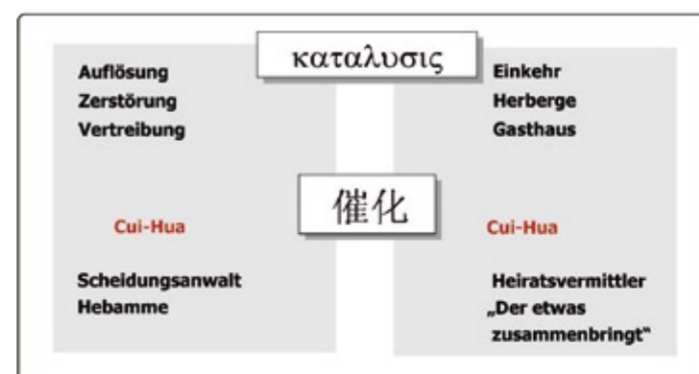 καταλυσις
Auflösung
Zerstörung
Vertreibung
Einkehr
Herberge
Gasthaus
催化
Cui-Hua
Cui-Hua
Scheidungsanwalt
Hebamme
Heiratsvermittler
„Der etwas
zusammenbringt“